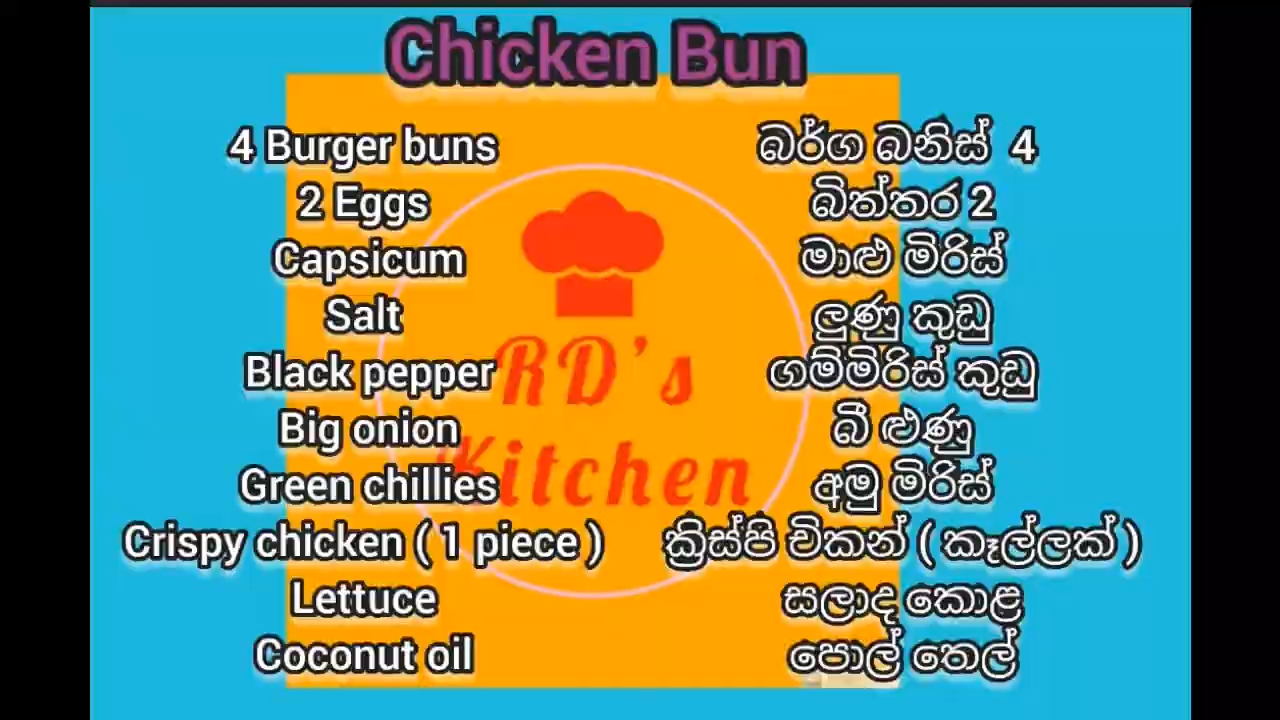 Chicken Bun
4 Burger buns බර්ග බනිස් 4
2 Eggs බිත්තර 2
Capsicum මාළු මිරිස්
Salt ලුණු කුඩු
Black pepper ගම්මිරිස් කුඩු
Big onion බී ළුණු
Green chillies අමු මිරිස්
Crispy chicken ( 1 piece ) ක්‍රිස්පි චිකන් ( කෑල්ලක් )
Lettuce සලාද කොළ
Coconut oil පොල් තෙල්
RD's
Kitchen